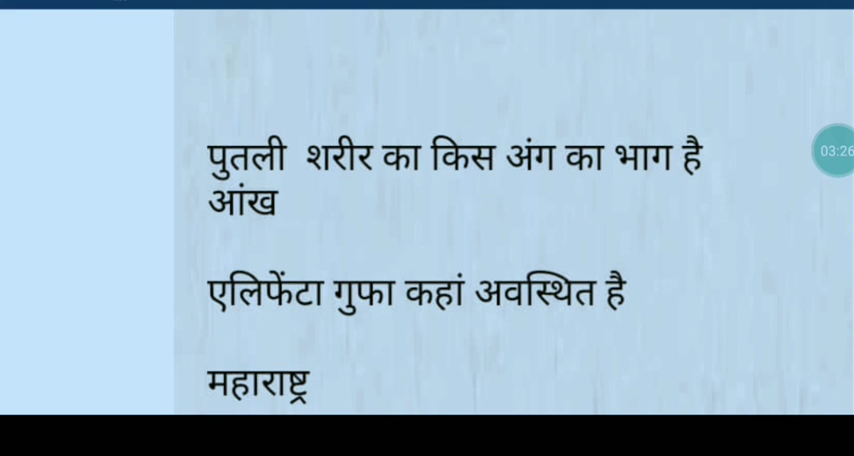 पुतली शरीर का किस अंग का भाग है
आंख
एलिफेंटा गुफा कहां अवस्थित है
महाराष्ट्र
03:26